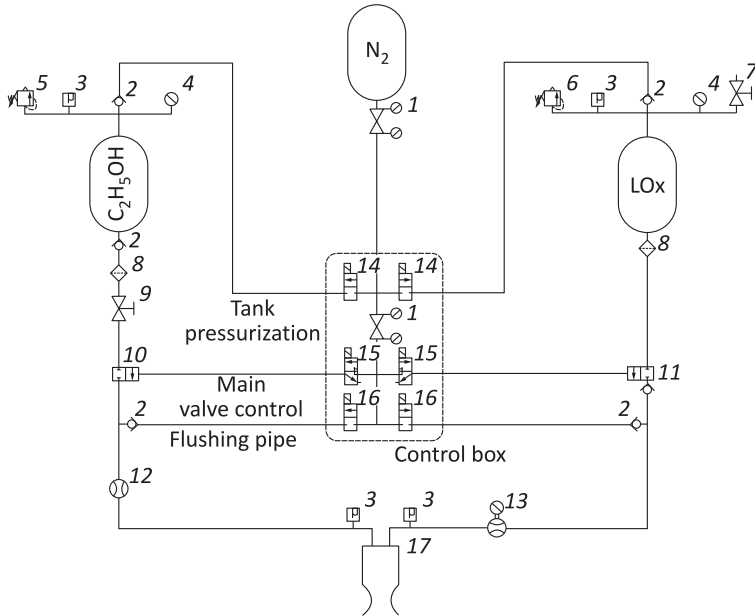 N2
5
3
2
4
1
6
3
2
4
7
C2H5OH
LOx
2
8
8
9
14
14
Tank
pressurization
1
10
15
15
11
Main
valve control
2
16
16
2
Flushing pipe
Control box
12
3
3
13
17
p
p
p
p